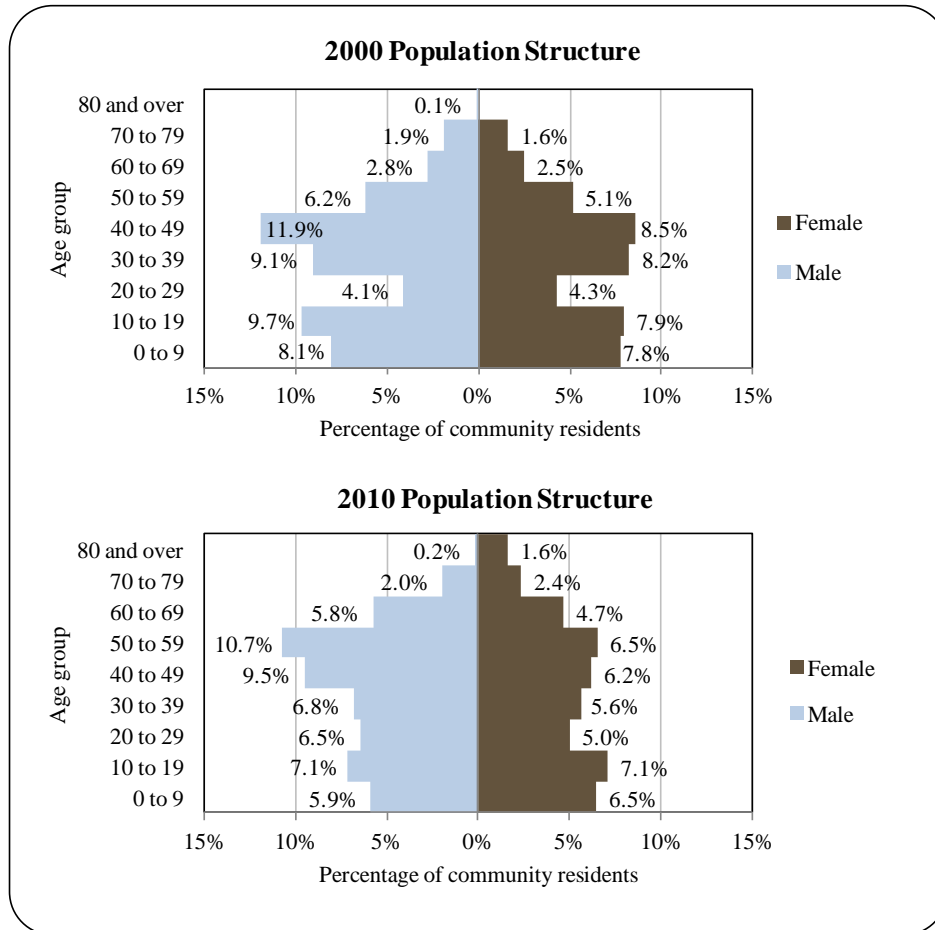 2000 Population Structure
80 and over 0.1%
70 to 79 1.9% 1.6%
60 to 69 2.8% 2.5%
50 to 59 6.2% 5.1%
40 to 49 11.9% 8.5%
30 to 39 9.1% 8.2%
20 to 29 4.1% 4.3%
10 to 19 9.7% 7.9%
0 to 9 8.1% 7.8%
15% 10% 5% 0% 5% 10% 15%
Percentage of community residents
Age group
Female
Male
2010 Population Structure
80 and over 0.2% 1.6%
70 to 79 2.0% 2.4%
60 to 69 5.8% 4.7%
50 to 59 10.7% 6.5%
40 to 49 9.5% 6.2%
30 to 39 6.8% 5.6%
20 to 29 6.5% 5.0%
10 to 19 7.1% 7.1%
0 to 9 5.9% 6.5%
15% 10% 5% 0% 5% 10% 15%
Percentage of community residents
Age group
Female
Male